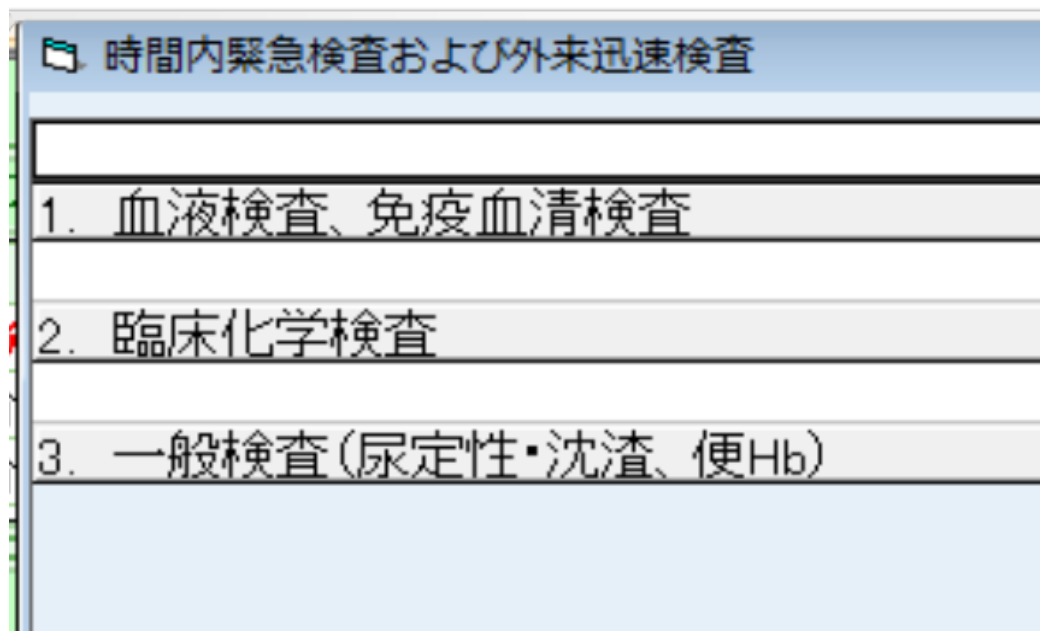 時間内緊急検査および外来迅速検査
1. 血液検査、免疫血清検査
2. 臨床化学検査
3. 一般検査(尿定性・沈渣、便Hb)